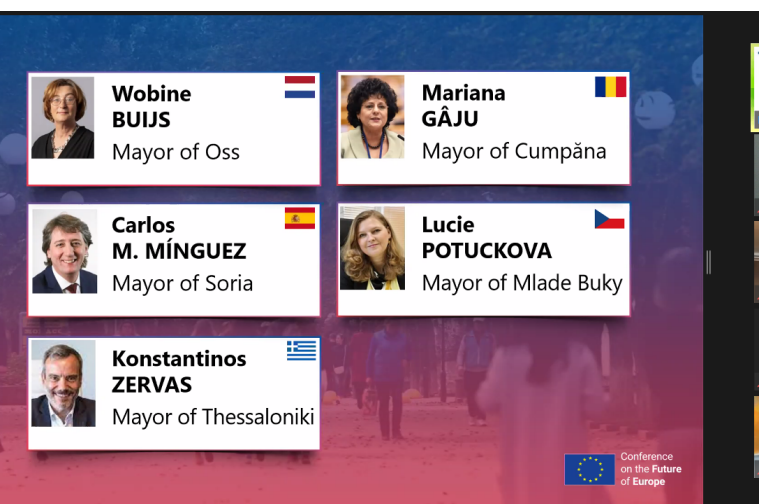 Wobine
BUIJS
Mayor of Oss
Mariana
GÂJU
Mayor of Cumpăna
Carlos
M. MÍNGUEZ
Mayor of Soria
Lucie
POTUCKOVA
Mayor of Mlade Buky
Konstantinos
ZERVAS
Mayor of Thessaloniki
Conference
on the Future
of Europe